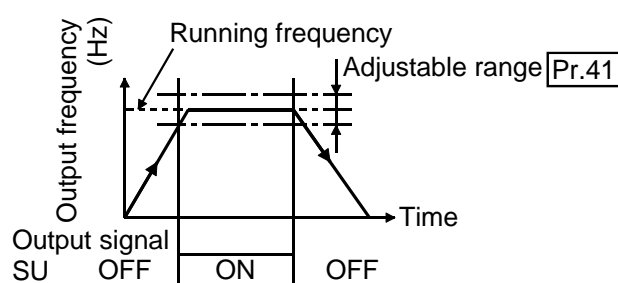 Running frequency
Output frequency
(Hz)
Adjustable range Pr.41
Time
Output signal
SU OFF ON OFF